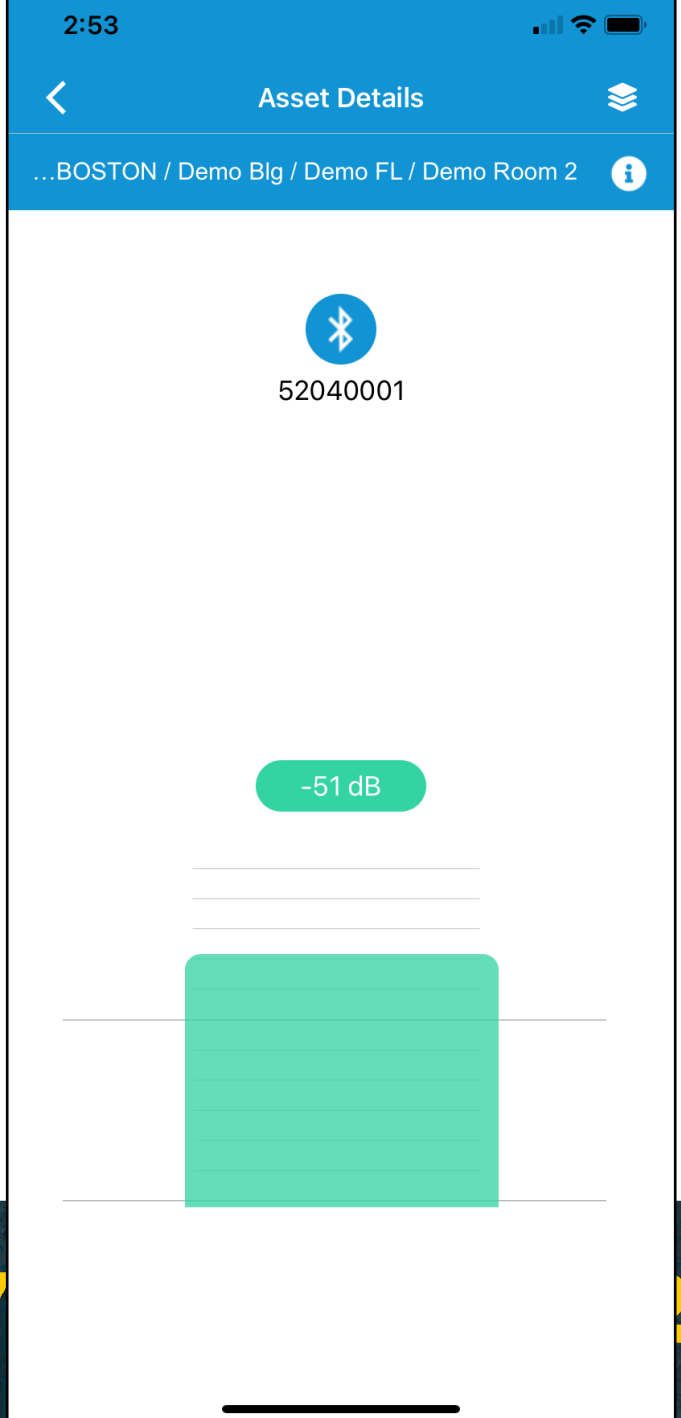 2:53
Asset Details
...BOSTON / Demo Blg / Demo FL / Demo Room 2
52040001
-51 dB